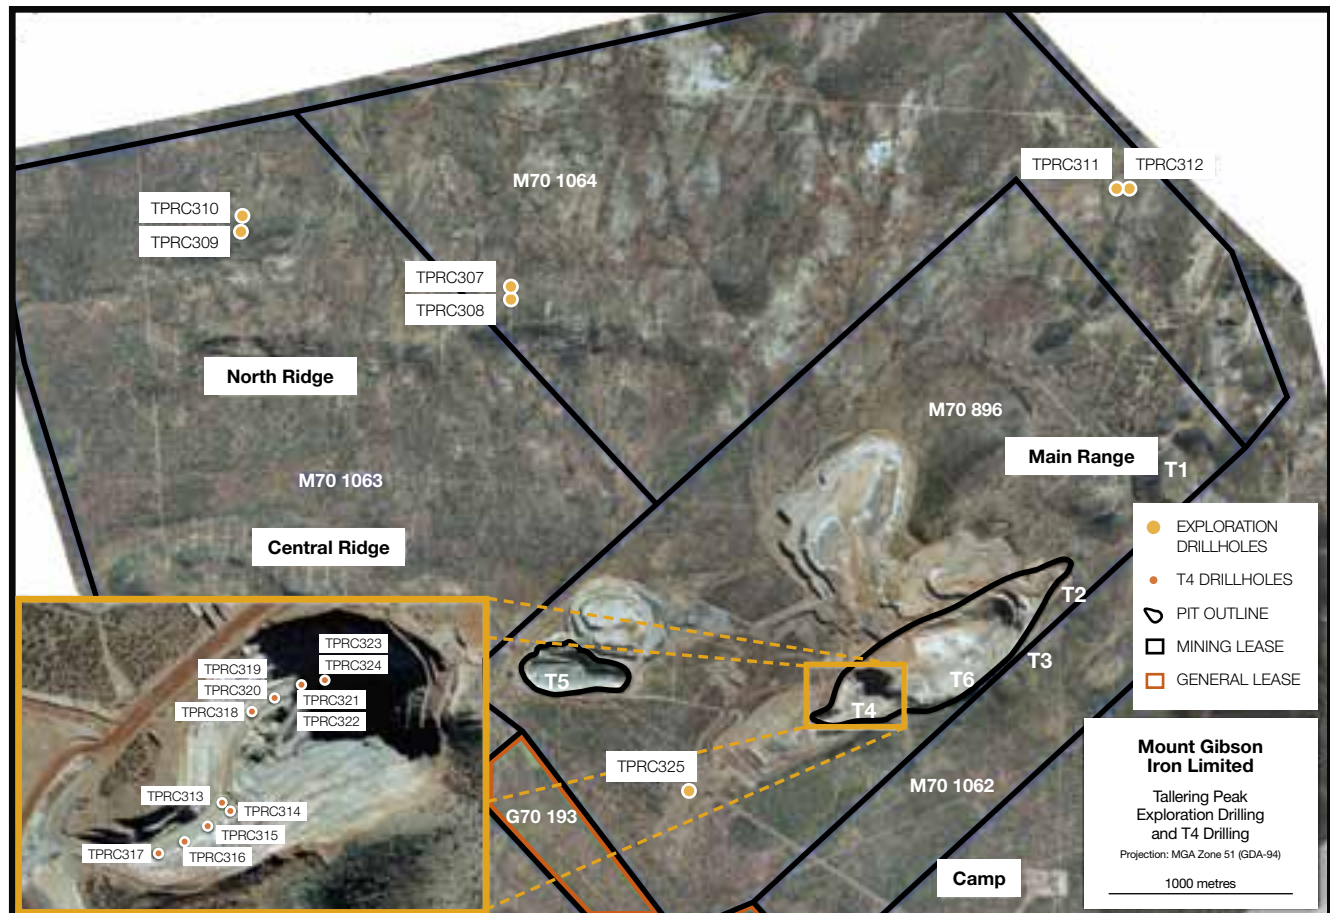 M70 1064
TPRC311
TPRC312
TPRC310
TPRC309
TPRC307
TPRC308
North Ridge
M70 896
Main Range
T1
M70 1063
Central Ridge
EXPLORATION
DRILLHOLES
T4 DRILLHOLES
PIT OUTLINE
MINING LEASE
GENERAL LEASE
T2
T3
T6
T5
T4
TPRC323
TPRC324
TPRC319
TPRC320
TPRC321
TPRC318
TPRC322
TPRC313
TPRC314
TPRC315
TPRC317
TPRC316
TPRC325
M70 1062
G70 193
Camp
Mount Gibson
Iron Limited
Tallering Peak
Exploration Drilling
and T4 Drilling
Projection: MGA Zone 51 (GDA-94)
1000 metres